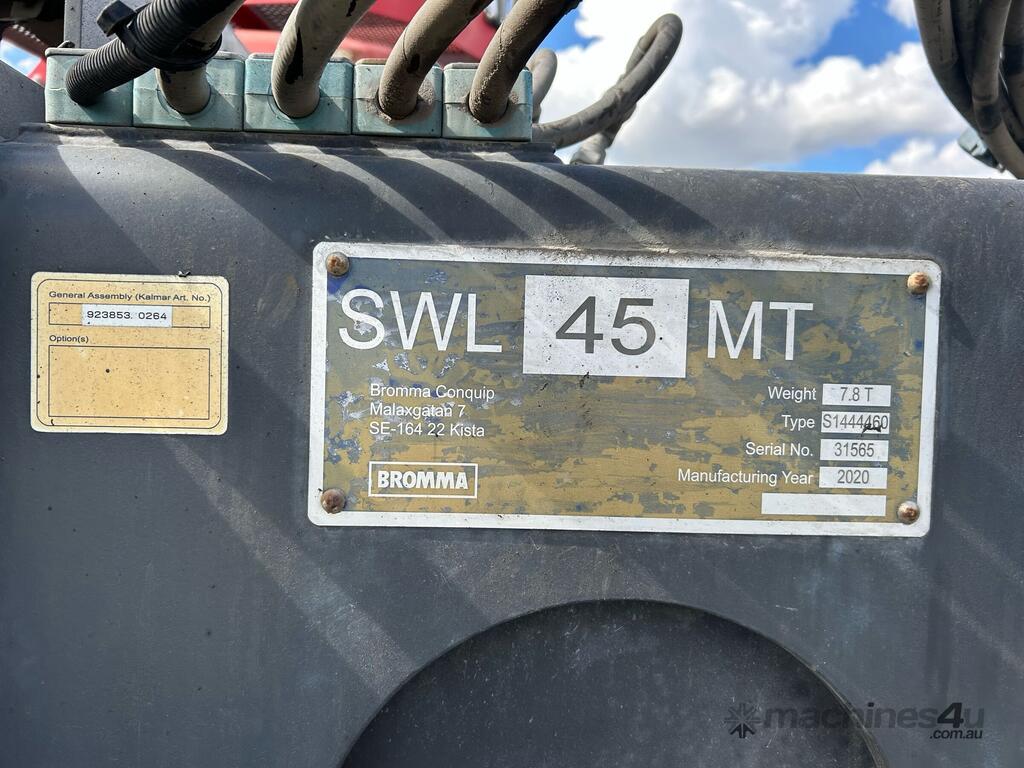 General Assembly (Kalmar Art. No.)
923853. 0264
Option(s)
SWL 45 MT
Bromma Conquip
Malaxgatan 7
SE-164 22 Kista
BROMMA
Weight 7.8 T
Type S1444460
Serial No. 31565
Manufacturing Year 2020
machines4u
.com.au